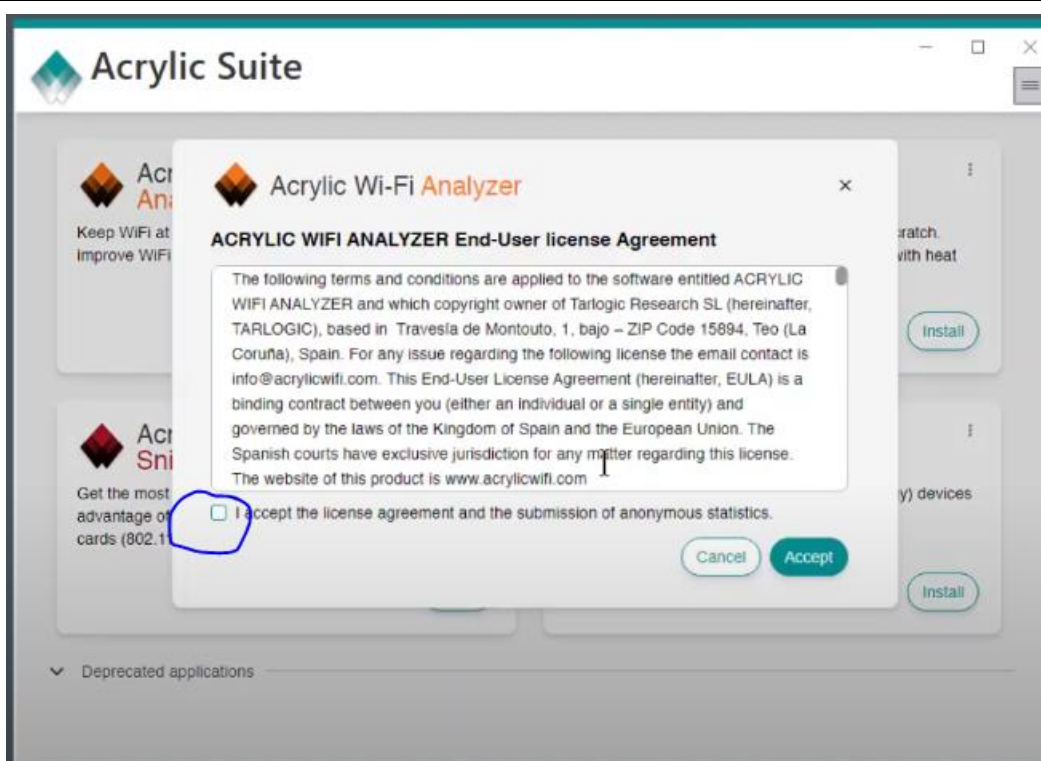 Acrylic Suite
Acr
Ana
Keep WiFi at
improve WiFi
Acrylic Wi-Fi Analyzer
ACRYLIC WIFI ANALYZER End-User license Agreement
The following terms and conditions are applied to the software entitled ACRYLIC
WIFI ANALYZER and which copyright owner of Tarlogic Research SL (hereinafter,
TARLOGIC), based in Travesía de Montouto, 1, bajo – ZIP Code 15894, Teo (La
Coruña), Spain. For any issue regarding the following license the email contact is
info@acrylicwifi.com. This End-User License Agreement (hereinafter, EULA) is a
binding contract between you (either an individual or a single entity) and
governed by the laws of the Kingdom of Spain and the European Union. The
Spanish courts have exclusive jurisdiction for any matter regarding this license.
The website of this product is www.acrylicwifi.com
I accept the license agreement and the submission of anonymous statistics.
Cancel
Accept
with heat
Install
Acr
Sni
Get the most
advantage of
cards (802.1
y) devices
Install
Deprecated applications